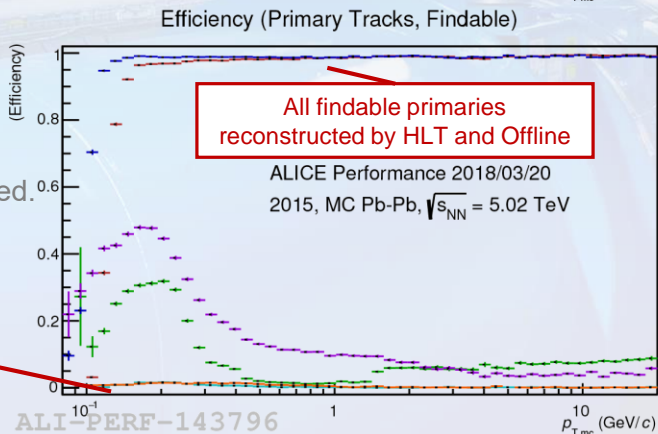 Efficiency (Primary Tracks, Findable)
(Efficiency)
1
0.8
0.6
0.4
0.2
0
All findable primaries
reconstructed by HLT and Offline
ALICE Performance 2018/03/20
2015, MC Pb-Pb, √sNN = 5.02 TeV
ed.
10⁻¹
1
10
pT,mc (GeV/c)
ALI-PERF-143796